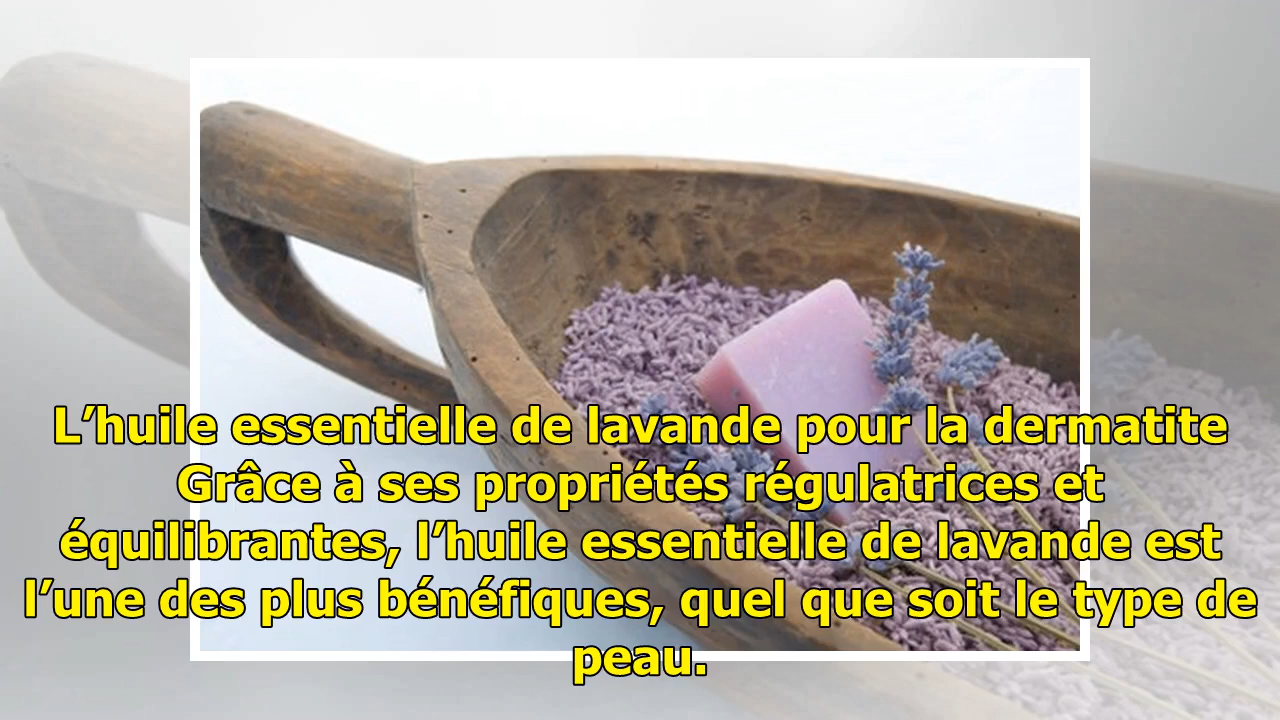 L’huile essentielle de lavande pour la dermatite
Grâce à ses propriétés régulatrices et
équilibrantes, l’huile essentielle de lavande est
l’une des plus bénéfiques, quel que soit le type de
peau.